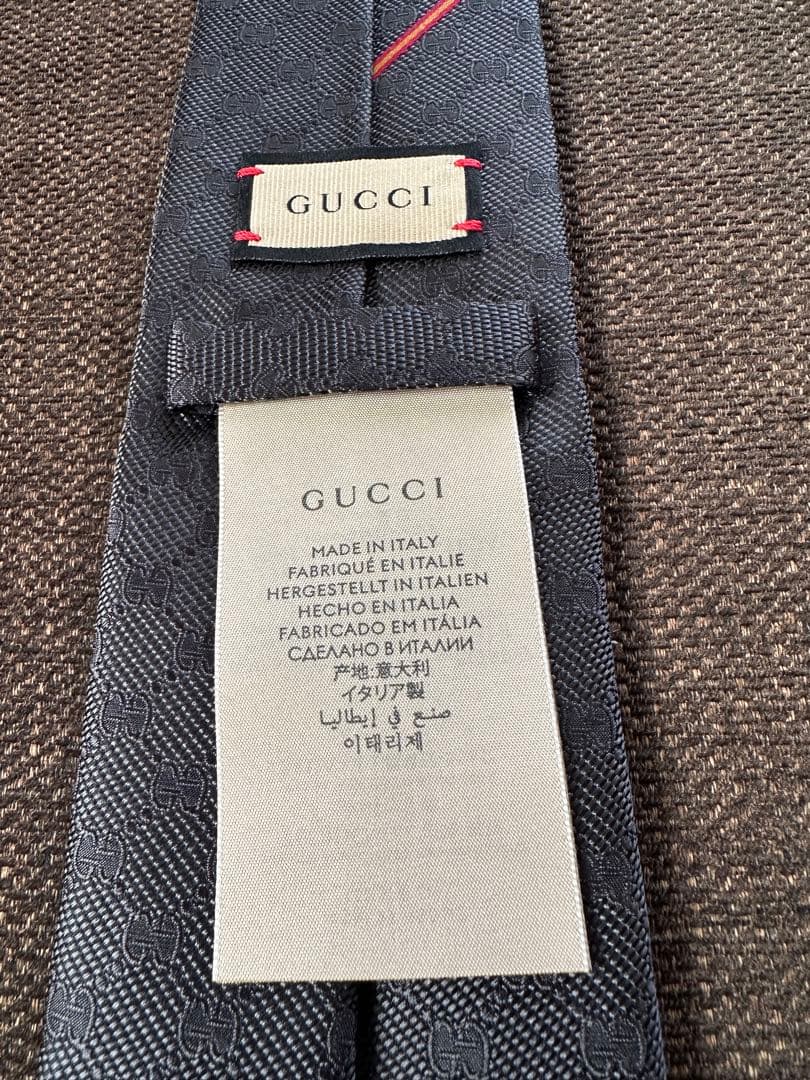 GUCCI
GUCCI
MADE IN ITALY
FABRIQUÉ EN ITALIE
HERGESTELLT IN ITALIEN
HECHO EN ITALIA
FABRICADO EM ITÁLIA
СДЕЛАНО В ИТАЛИИ
产地:意大利
イタリア製
صنع في إيطاليا
이태리제